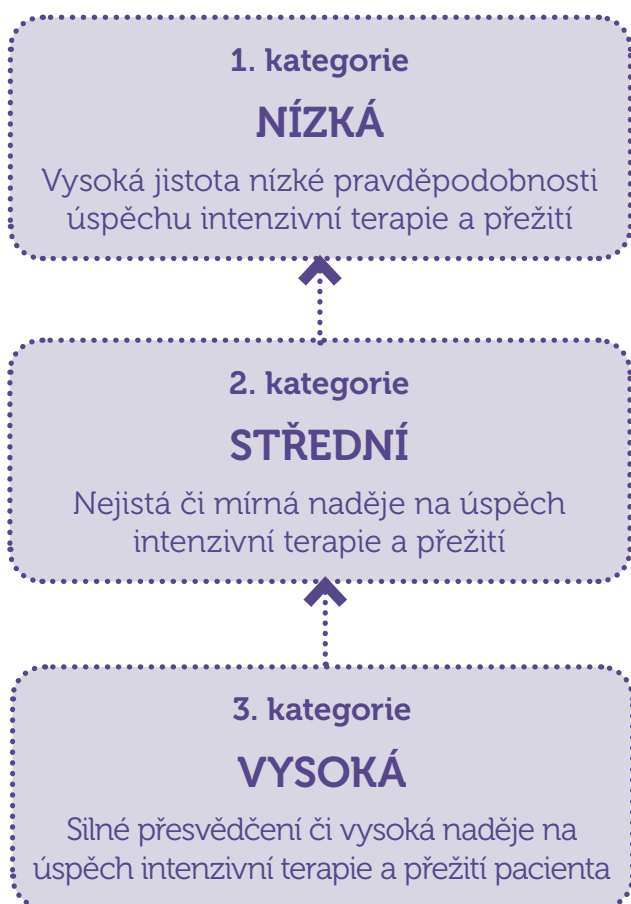 1. kategorie
NÍZKÁ
Vysoká jistota nízké pravděpodobnosti
úspěchu intenzivní terapie a přežití
2. kategorie
STŘEDNÍ
Nejistá či mírná naděje na úspěch
intenzivní terapie a přežití
3. kategorie
VYSOKÁ
Silné přesvědčení či vysoká naděje na
úspěch intenzivní terapie a přežití pacienta